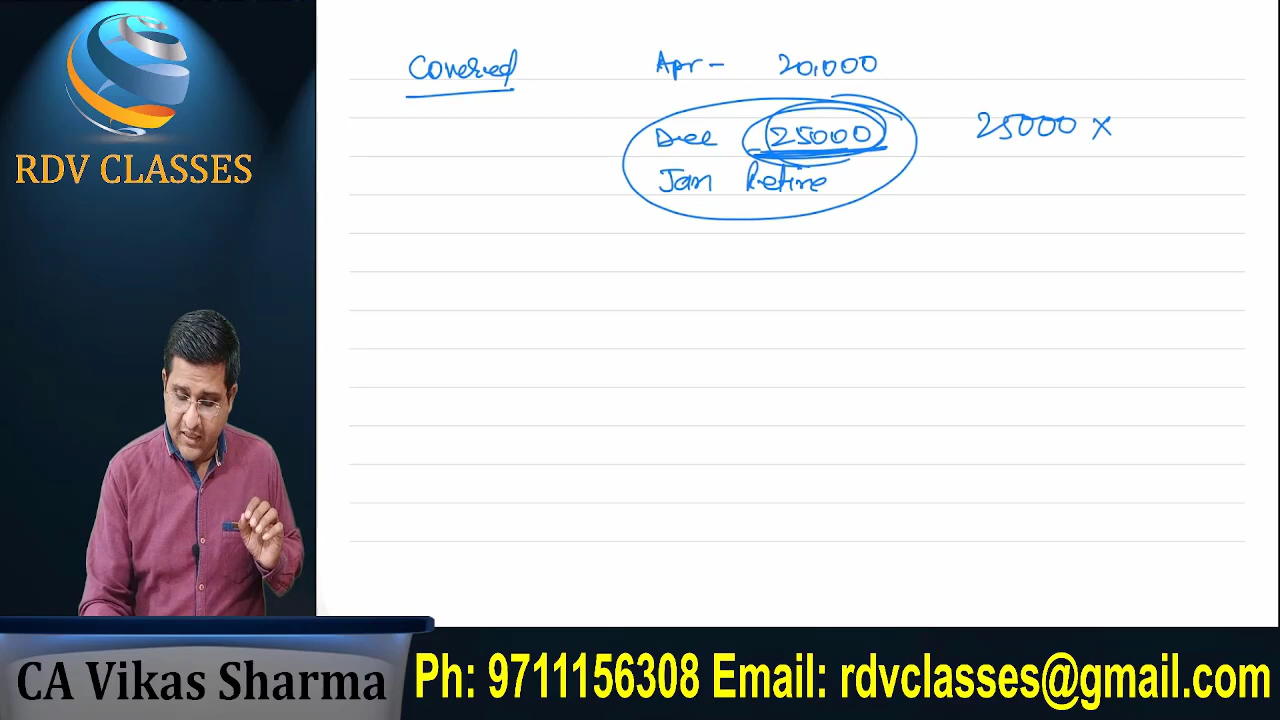 Covered Apr - 20,000
Dec 25000 25000 ×
Jan Retire
RDV CLASSES
CA Vikas Sharma
Ph: 9711156308 Email: rdvclasses@gmail.com